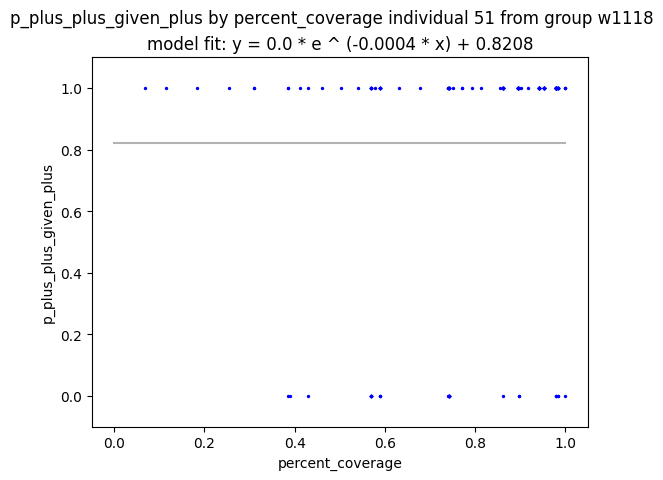 p_plus_plus_given_plus by percent_coverage individual 51 from group w1118
model fit: y = 0.0 * e ^ (-0.0004 * x) + 0.8208
1.0
0.8
0.6
0.4
0.2
0.0
p_plus_plus_given_plus
0.0 0.2 0.4 0.6 0.8 1.0
percent_coverage